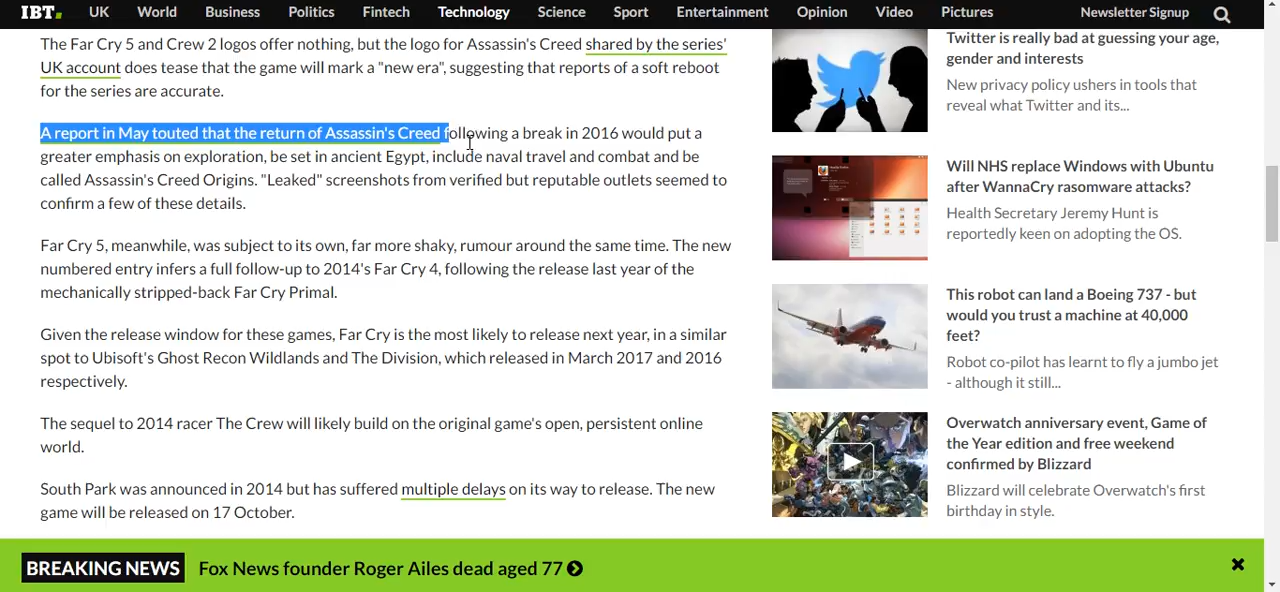 IBT. UK World Business Politics Fintech Technology Science Sport Entertainment Opinion Video Pictures Newsletter Signup
The Far Cry 5 and Crew 2 logos offer nothing, but the logo for Assassin's Creed shared by the series'
UK account does tease that the game will mark a "new era", suggesting that reports of a soft reboot
for the series are accurate.
A report in May touted that the return of Assassin's Creed following a break in 2016 would put a
greater emphasis on exploration, be set in ancient Egypt, include naval travel and combat and be
called Assassin's Creed Origins. "Leaked" screenshots from verified but reputable outlets seemed to
confirm a few of these details.
Far Cry 5, meanwhile, was subject to its own, far more shaky, rumour around the same time. The new
numbered entry infers a full follow-up to 2014's Far Cry 4, following the release last year of the
mechanically stripped-back Far Cry Primal.
Given the release window for these games, Far Cry is the most likely to release next year, in a similar
spot to Ubisoft's Ghost Recon Wildlands and The Division, which released in March 2017 and 2016
respectively.
The sequel to 2014 racer The Crew will likely build on the original game's open, persistent online
world.
South Park was announced in 2014 but has suffered multiple delays on its way to release. The new
game will be released on 17 October.
Twitter is really bad at guessing your age,
gender and interests
New privacy policy ushers in tools that
reveal what Twitter and its...
Will NHS replace Windows with Ubuntu
after WannaCry rasomware attacks?
Health Secretary Jeremy Hunt is
reportedly keen on adopting the OS.
This robot can land a Boeing 737 - but
would you trust a machine at 40,000
feet?
Robot co-pilot has learnt to fly a jumbo jet
- although it still...
Overwatch anniversary event, Game of
the Year edition and free weekend
confirmed by Blizzard
Blizzard will celebrate Overwatch's first
birthday in style.
BREAKING NEWS Fox News founder Roger Ailes dead aged 77